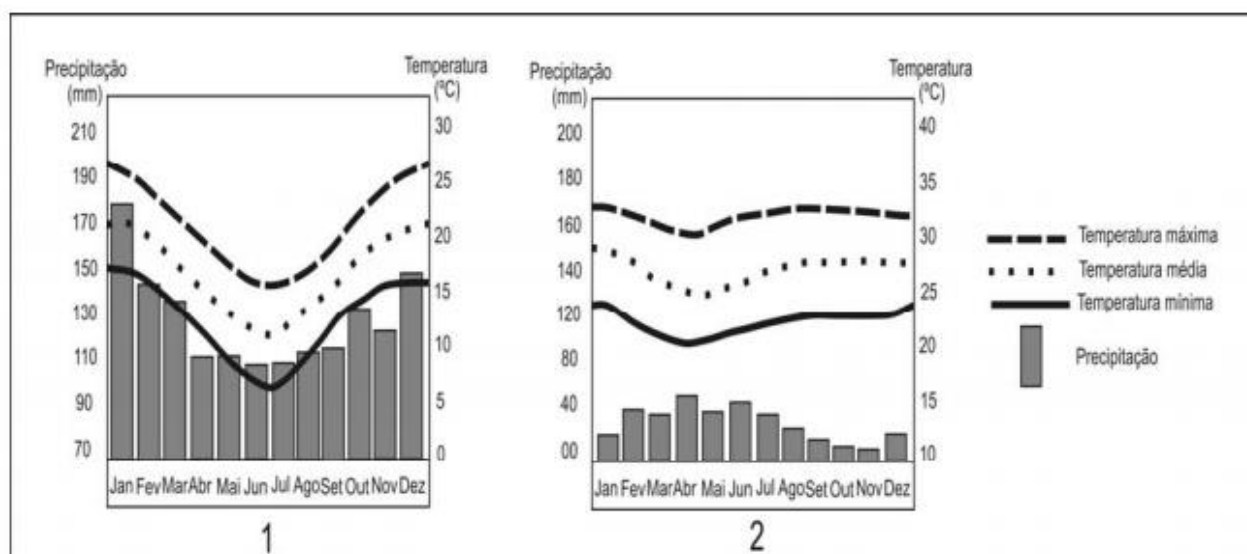 Precipitação
(mm)
Temperatura
(ºC)
210
190
170
150
130
110
90
70
30
25
20
15
10
5
0
Jan Fev Mar Abr Mai Jun Jul Ago Set Out Nov Dez
1
Precipitação
(mm)
Temperatura
(ºC)
200
180
160
140
120
80
40
00
40
35
30
25
20
15
10
Jan Fev Mar Abr Mai Jun Jul Ago Set Out Nov Dez
2
Temperatura máxima
Temperatura média
Temperatura mínima
Precipitação